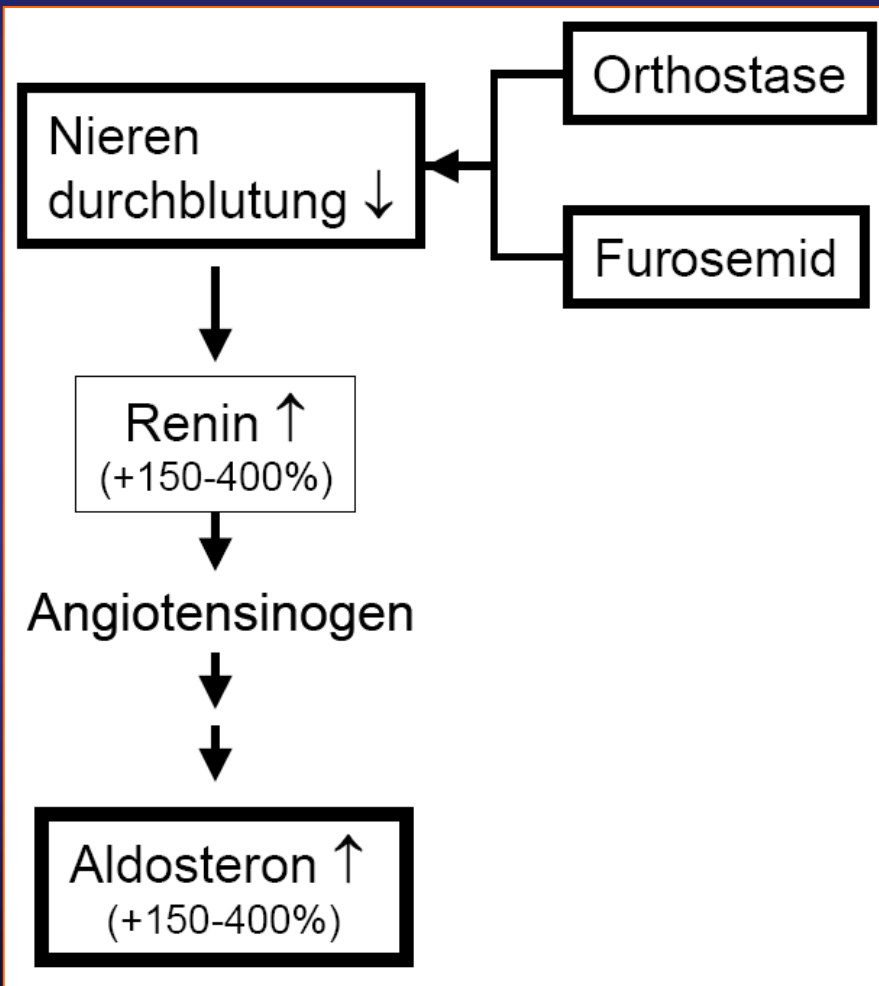 Orthostase
Nieren
durchblutung ↓
Furosemid
Renin ↑
(+150-400%)
Angiotensinogen
Aldosteron ↑
(+150-400%)